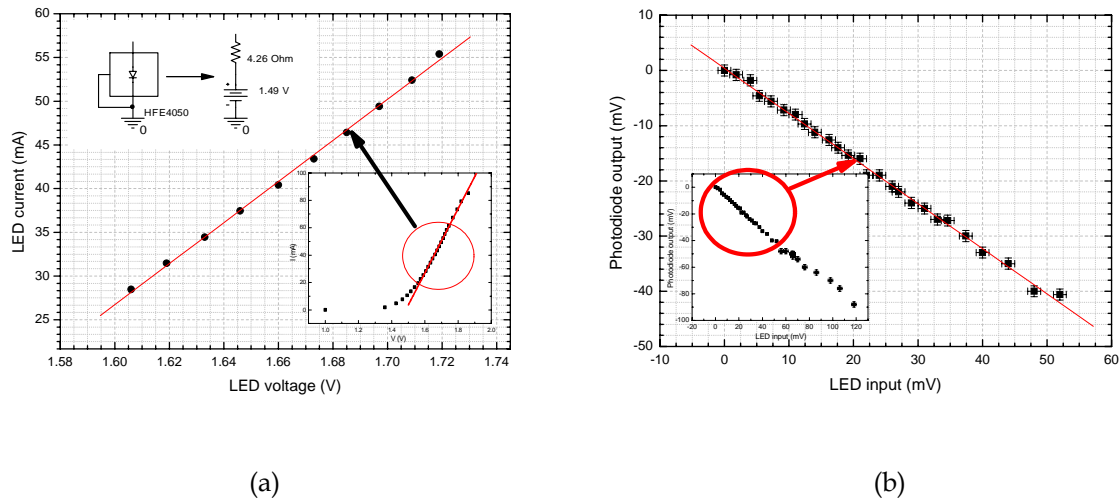 60
55
50
45
40
35
30
25
LED current (mA)
1.58 1.60 1.62 1.64 1.66 1.68 1.70 1.72 1.74
LED voltage (V)
4.26 Ohm
+
1.49 V
-
HFE4050
0
0
100
80
60
40
20
0
I (mA)
1.0 1.2 1.4 1.6 1.8 2.0
V (V)
(a)
10
0
-10
-20
-30
-40
-50
Photodiode output (mV)
-10 0 10 20 30 40 50 60
LED input (mV)
0
-20
-40
-60
-80
-100
Photodiode output (mV)
-20 0 20 40 60 80 100 120
LED input (mV)
(b)